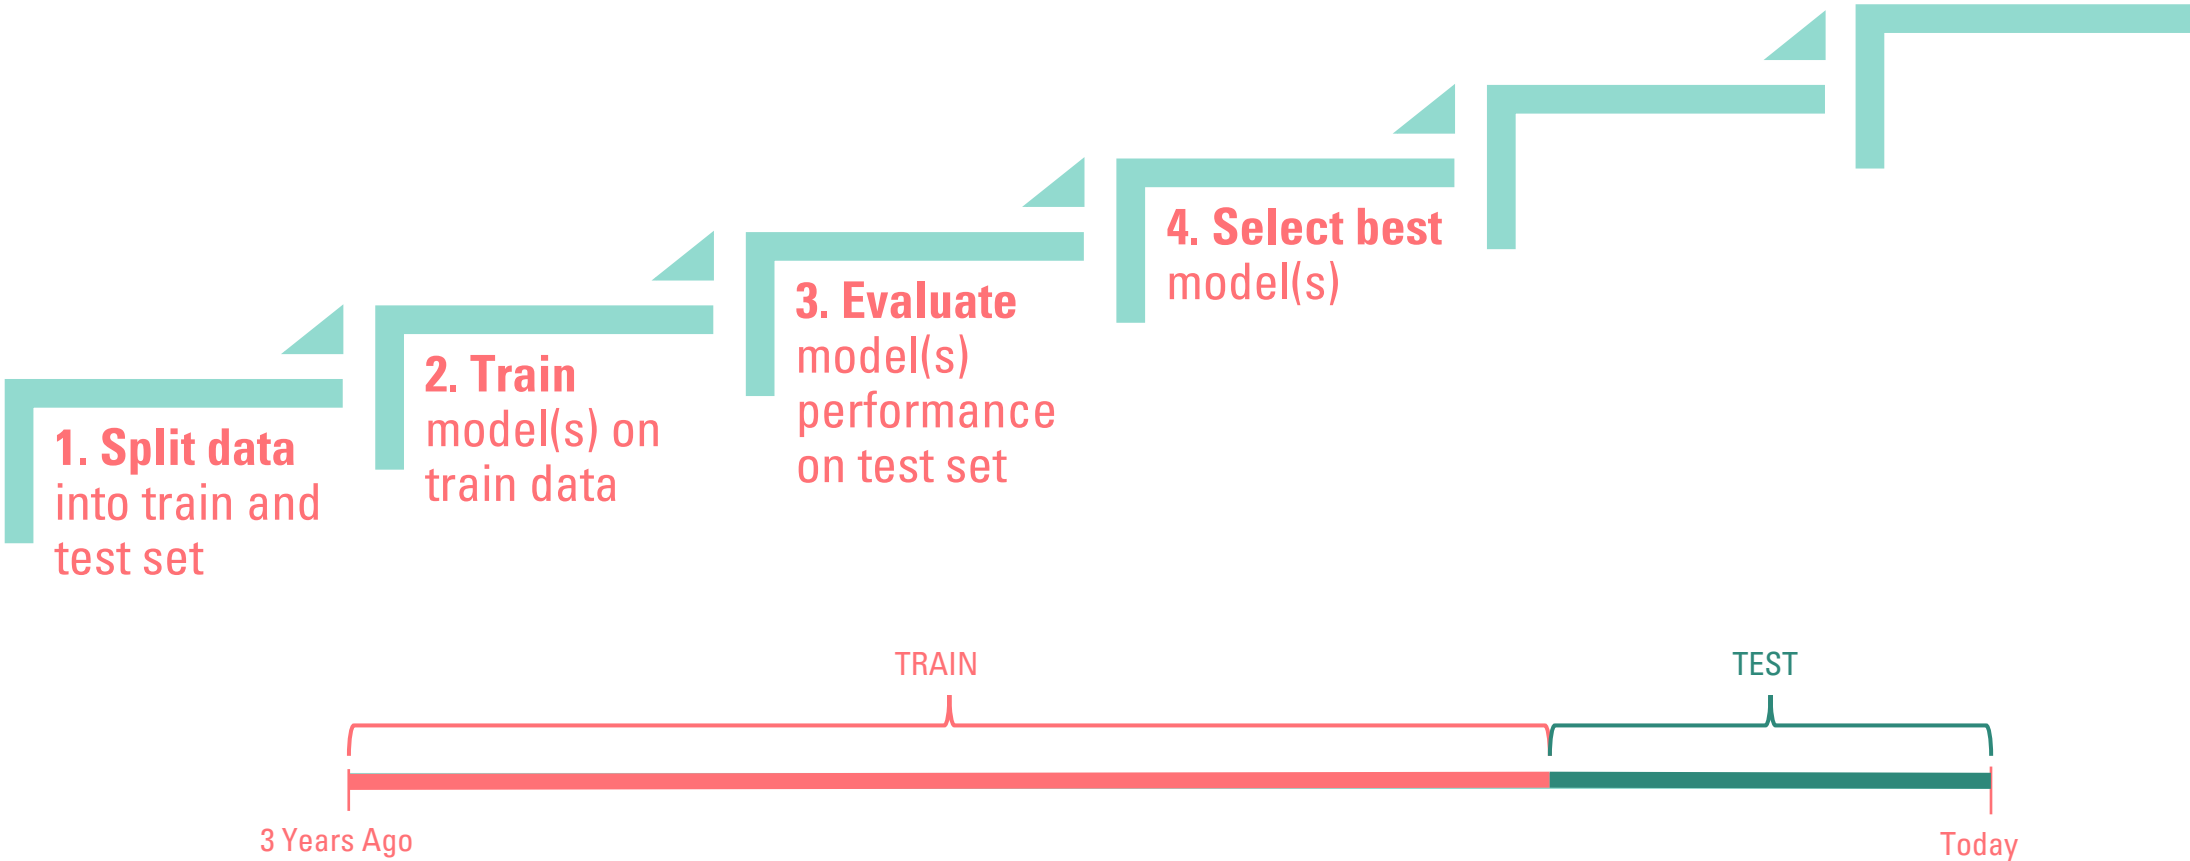 1. Split data
into train and
test set
2. Train
model(s) on
train data
3. Evaluate
model(s)
performance
on test set
4. Select best
model(s)
TRAIN
TEST
3 Years Ago
Today